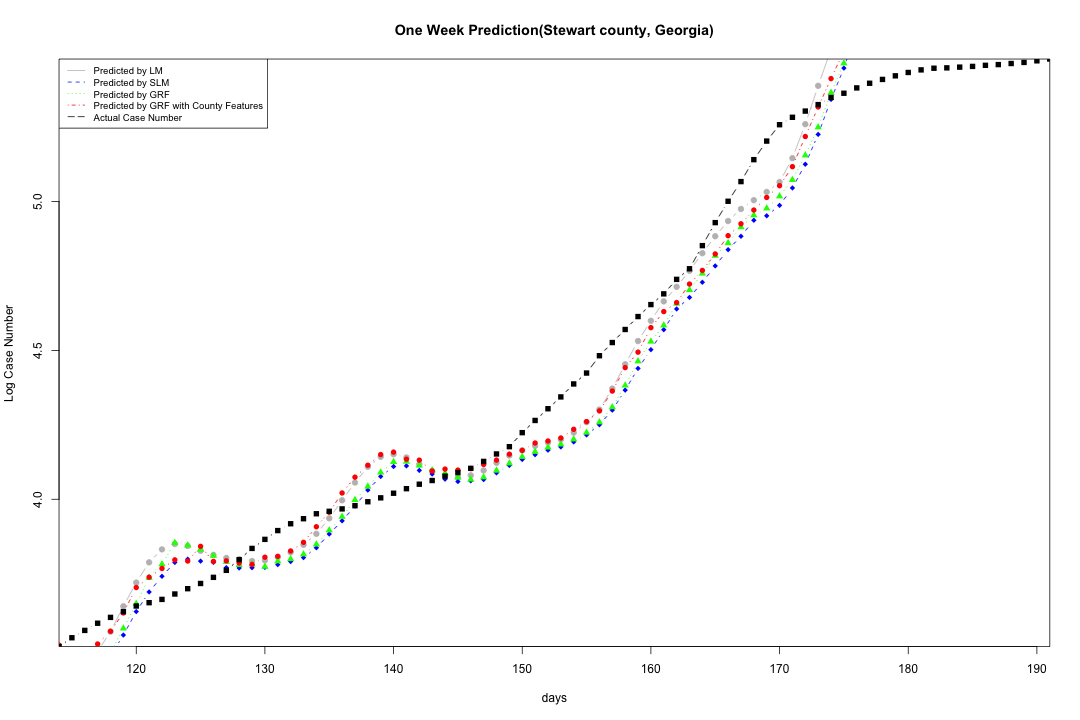 One Week Prediction(Stewart county, Georgia)
Predicted by LM
Predicted by SLM
Predicted by GRF
Predicted by GRF with County Features
Actual Case Number
Log Case Number
5.0
4.5
4.0
120 130 140 150 160 170 180 190
days